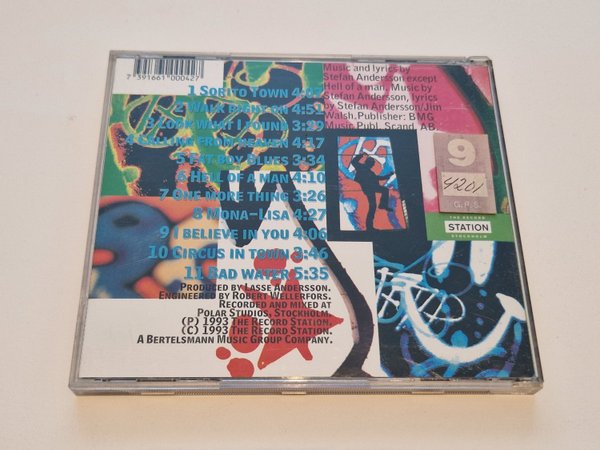 7 391661 000427
1 Sorito Town 4:07
2 Walk right on 4:51
3 Look what I found 3:59
4 Calling from heaven 4:17
5 Fat boy blues 3:34
6 Hell of a man 4:10
7 One more thing 3:26
8 Mona-Lisa 4:27
9 I believe in you 4:06
10 Circus in town 3:46
11 Bad water 5:35
Produced by Lasse Andersson.
Engineered by Robert Wellerfors.
Recorded and mixed at
Polar Studios, Stockholm.
(P) 1993 The Record Station.
(C) 1993 The Record Station.
A Bertelsmann Music Group Company.
Music and lyrics by
Stefan Andersson except
Hell of a man, Music by
Stefan Andersson, lyrics
by Stefan Andersson/Jim
Walsh. Publisher: BMG
Music Publ. Scand. AB.
9
4201
THE RECORD
STATION
STOCKHOLM